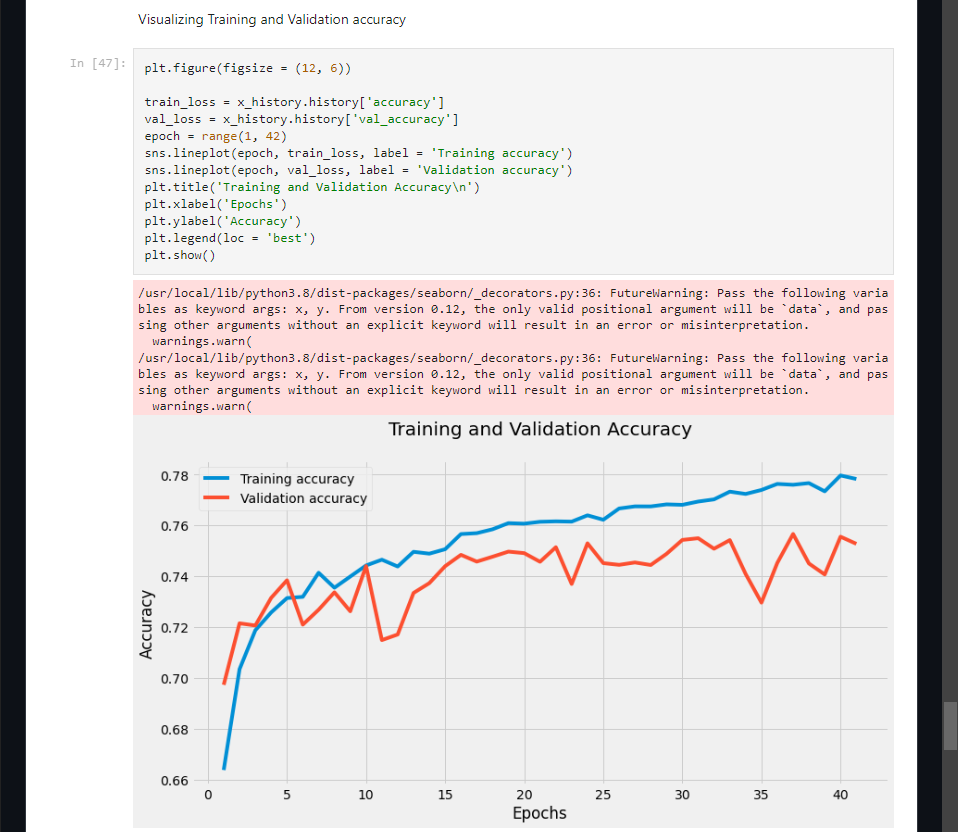 Visualizing Training and Validation accuracy
In [47]:
plt.figure(figsize = (12, 6))
train_loss = x_history.history['accuracy']
val_loss = x_history.history['val_accuracy']
epoch = range(1, 42)
sns.lineplot(epoch, train_loss, label = 'Training accuracy')
sns.lineplot(epoch, val_loss, label = 'Validation accuracy')
plt.title('Training and Validation Accuracy\n')
plt.xlabel('Epochs')
plt.ylabel('Accuracy')
plt.legend(loc = 'best')
plt.show()
/usr/local/lib/python3.8/dist-packages/seaborn/_decorators.py:36: FutureWarning: Pass the following varia
bles as keyword args: x, y. From version 0.12, the only valid positional argument will be `data`, and pas
sing other arguments without an explicit keyword will result in an error or misinterpretation.
warnings.warn(
/usr/local/lib/python3.8/dist-packages/seaborn/_decorators.py:36: FutureWarning: Pass the following varia
bles as keyword args: x, y. From version 0.12, the only valid positional argument will be `data`, and pas
sing other arguments without an explicit keyword will result in an error or misinterpretation.
warnings.warn(
Training and Validation Accuracy
Training accuracy
Validation accuracy
0.78
0.76
0.74
0.72
0.70
0.68
0.66
Accuracy
0 5 10 15 20 25 30 35 40
Epochs